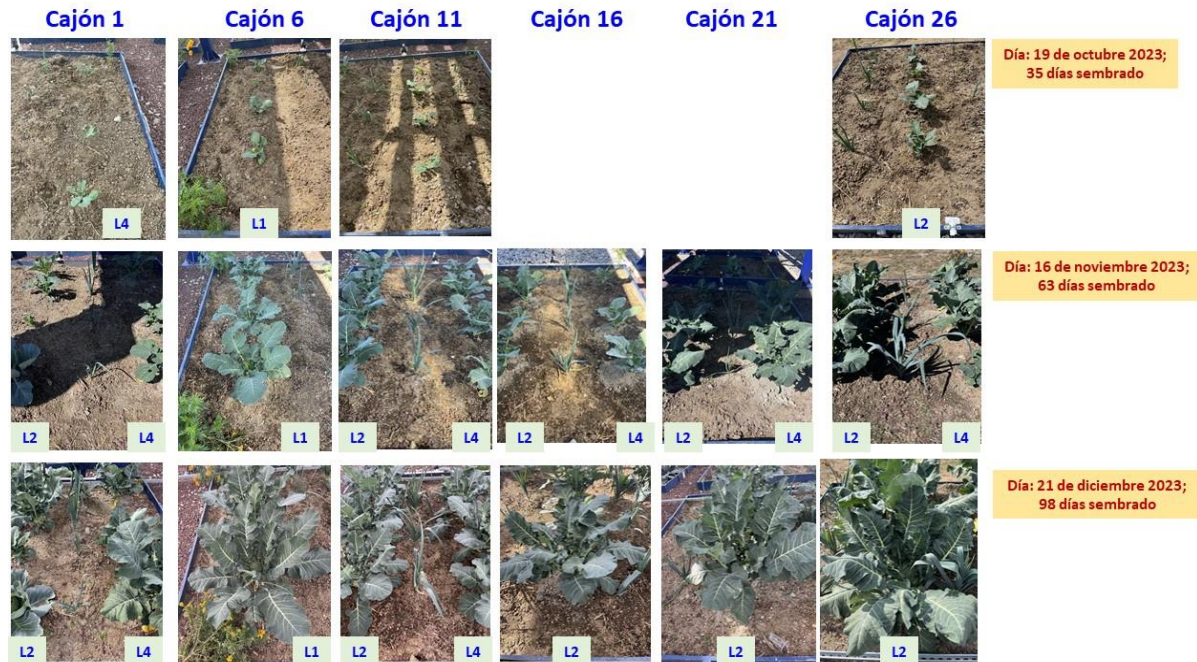 Cajón 1
Cajón 6
Cajón 11
Cajón 16
Cajón 21
Cajón 26
Día: 19 de octubre 2023;
35 días sembrado
L4
L1
L2
Día: 16 de noviembre 2023;
63 días sembrado
L2
L4
L1
L2
L4
L2
L4
L2
L4
L2
L4
Día: 21 de diciembre 2023;
98 días sembrado
L2
L4
L1
L2
L4
L2
L2
L2